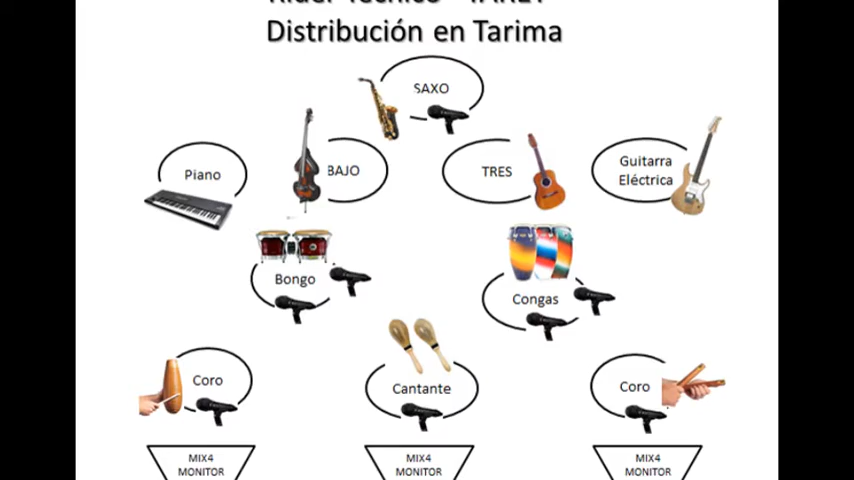 Distribución en Tarima
SAXO
Piano
BAJO
TRES
Guitarra
Eléctrica
Bongo
Congas
Coro
Cantante
Coro
MIX4
MONITOR
MIX4
MONITOR
MIX4
MONITOR